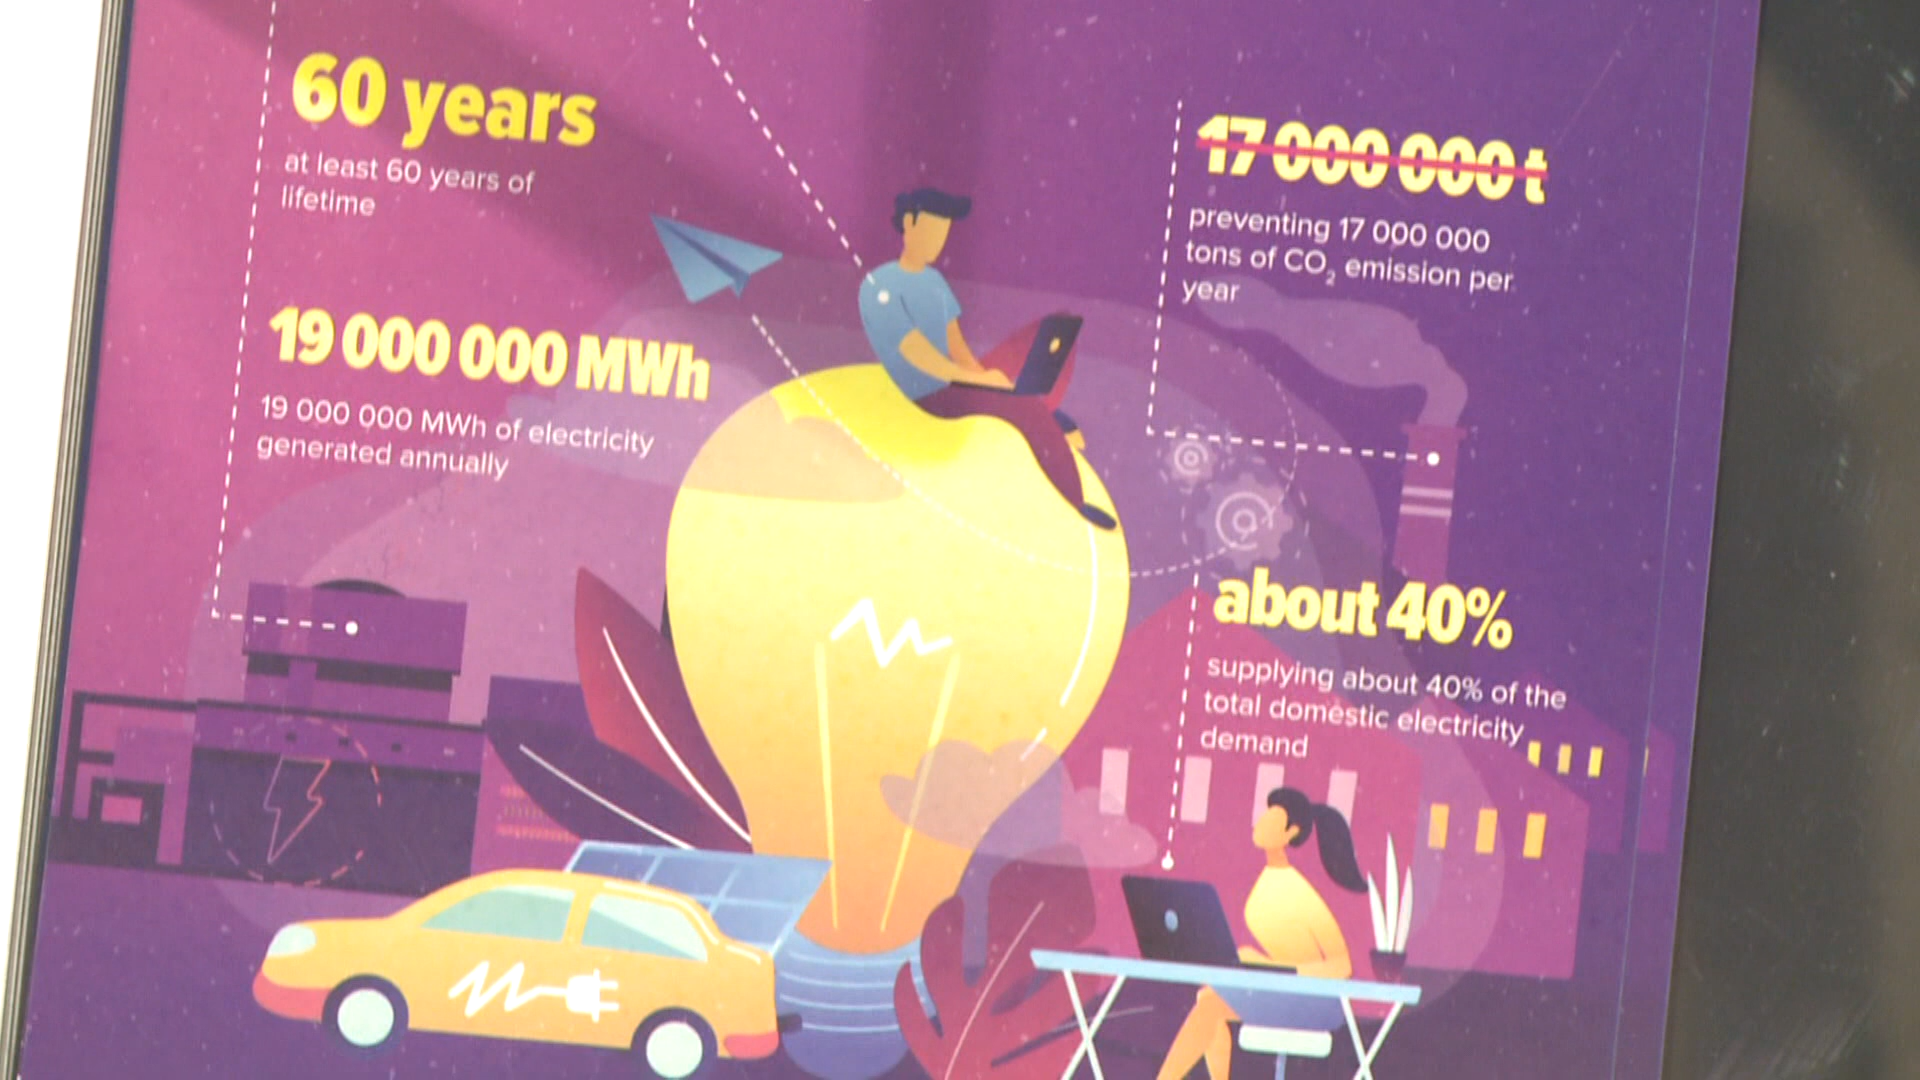 60 years
at least 60 years of
lifetime
19 000 000 MWh
19 000 000 MWh of electricity
generated annually
17 000 000 t
preventing 17 000 000
tons of CO₂ emission per
year
about 40%
supplying about 40% of the
total domestic electricity
demand